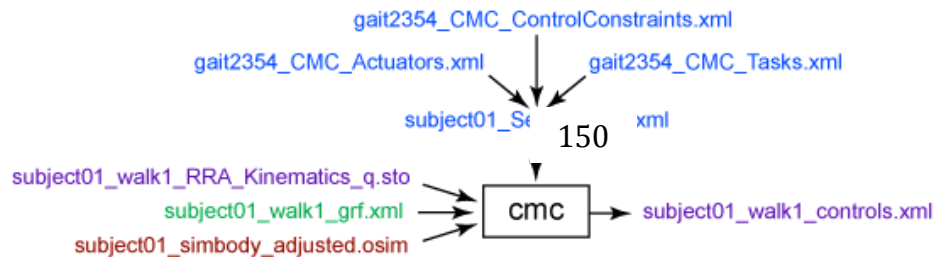 gait2354_CMC_ControlConstraints.xml
gait2354_CMC_Actuators.xml gait2354_CMC_Tasks.xml
subject01_Se xml
150
subject01_walk1_RRA_Kinematics_q.sto
subject01_walk1_grf.xml cmc subject01_walk1_controls.xml
subject01_simbody_adjusted.osim